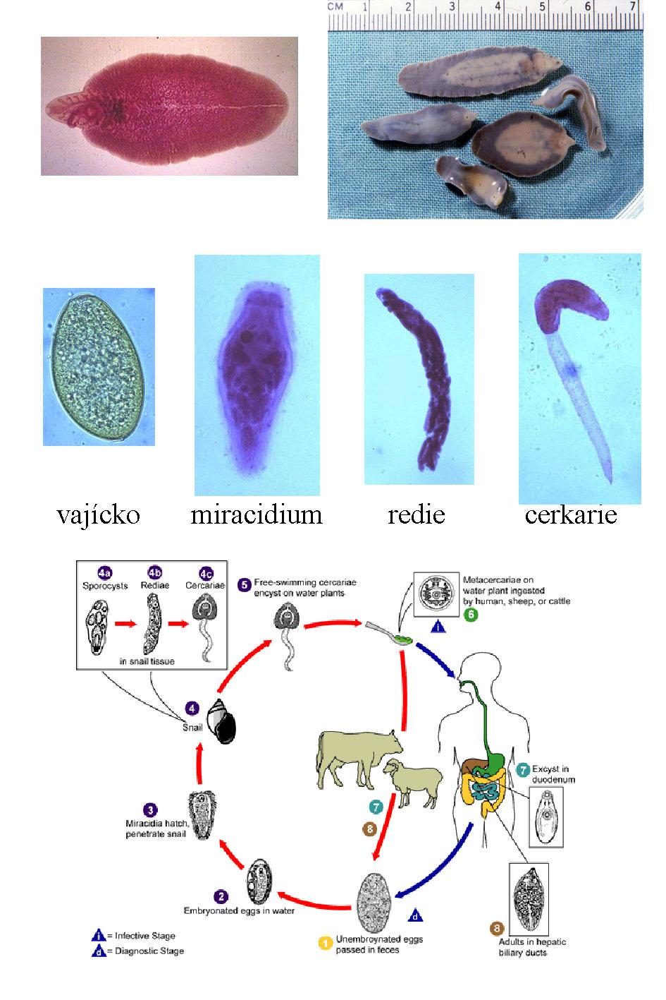 CM 1 2 3 4 5 6 7
vajícko miracidium redie cerkarie
4a 4b 4c
Sporocysts Rediae Cercariae
in snail tissue
5 Free-swimming cercariae
encyst on water plants
Metacercariae on
water plant ingested
by human, sheep, or cattle
6
i
4
Snail
7 Excyst in
duodenum
3
Miracidia hatch,
penetrate snail
7
8
2
Embryonated eggs in water
d
1 Unembroynated eggs
passed in feces
8
Adults in hepatic
biliary ducts
i = Infective Stage
d = Diagnostic Stage